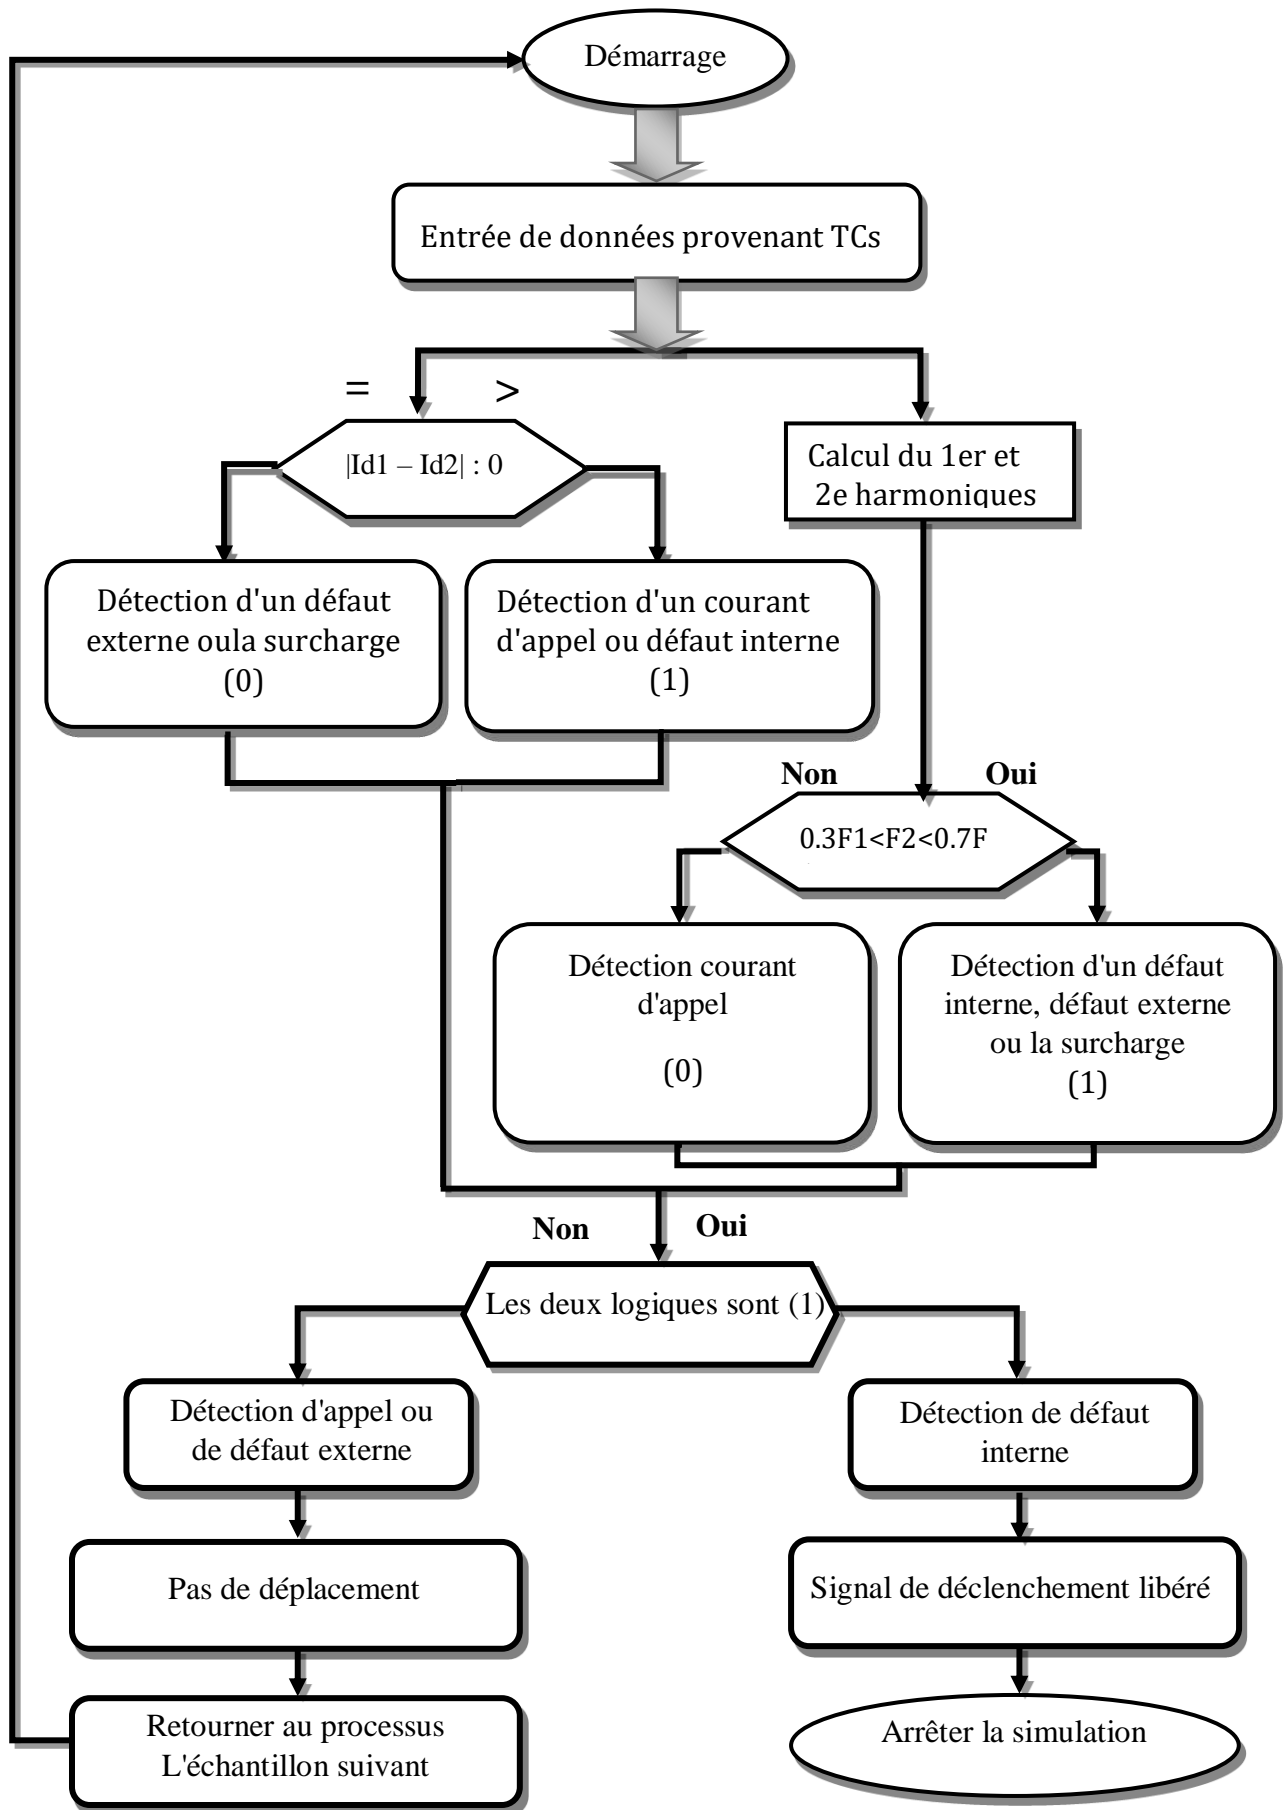 Démarrage
Entrée de données provenant TCs
= >
|Id1 – Id2| : 0
Calcul du 1er et
2e harmoniques
Détection d'un défaut
externe oula surcharge
(0)
Détection d'un courant
d'appel ou défaut interne
(1)
Non Oui
0.3F1<F2<0.7F
Détection courant
d'appel
(0)
Détection d'un défaut
interne, défaut externe
ou la surcharge
(1)
Non Oui
Les deux logiques sont (1)
Détection d'appel ou
de défaut externe
Détection de défaut
interne
Pas de déplacement
Signal de déclenchement libéré
Retourner au processus
L'échantillon suivant
Arrêter la simulation